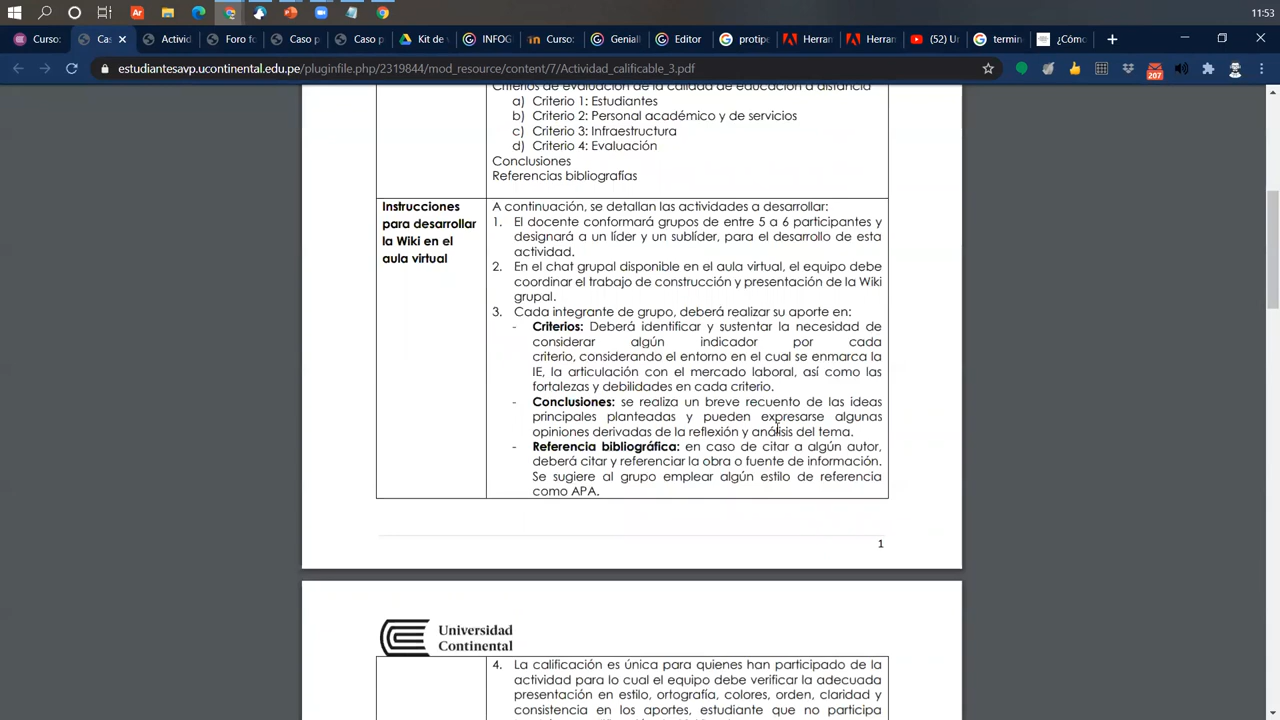 11:53
Curso:
Cas
Activid
Foro fo
Caso p
Caso p
Kit de v
INFOG
Curso:
Genial
Editor
protipe
Herran
Herran
(52) Ur
termin
¿Cómo
estudiantesavp.ucontinental.edu.pe/pluginfile.php/2319844/mod_resource/content/7/Actividad_calificable_3.pdf
207
Criterios de evaluación de la calidad de educación a distancia
a) Criterio 1: Estudiantes
b) Criterio 2: Personal académico y de servicios
c) Criterio 3: Infraestructura
d) Criterio 4: Evaluación
Conclusiones
Referencias bibliografías
Instrucciones
para desarrollar
la Wiki en el
aula virtual
A continuación, se detallan las actividades a desarrollar:
1. El docente conformará grupos de entre 5 a 6 participantes y
designará a un líder y un sublíder, para el desarrollo de esta
actividad.
2. En el chat grupal disponible en el aula virtual, el equipo debe
coordinar el trabajo de construcción y presentación de la Wiki
grupal.
3. Cada integrante de grupo, deberá realizar su aporte en:
- Criterios: Deberá identificar y sustentar la necesidad de
considerar algún indicador por cada
criterio, considerando el entorno en el cual se enmarca la
IE, la articulación con el mercado laboral, así como las
fortalezas y debilidades en cada criterio.
- Conclusiones: se realiza un breve recuento de las ideas
principales planteadas y pueden expresarse algunas
opiniones derivadas de la reflexión y análisis del tema.
- Referencia bibliográfica: en caso de citar a algún autor,
deberá citar y referenciar la obra o fuente de información.
Se sugiere al grupo emplear algún estilo de referencia
como APA.
1
Universidad
Continental
4. La calificación es única para quienes han participado de la
actividad para lo cual el equipo debe verificar la adecuada
presentación en estilo, ortografía, colores, orden, claridad y
consistencia en los aportes, estudiante que no participa